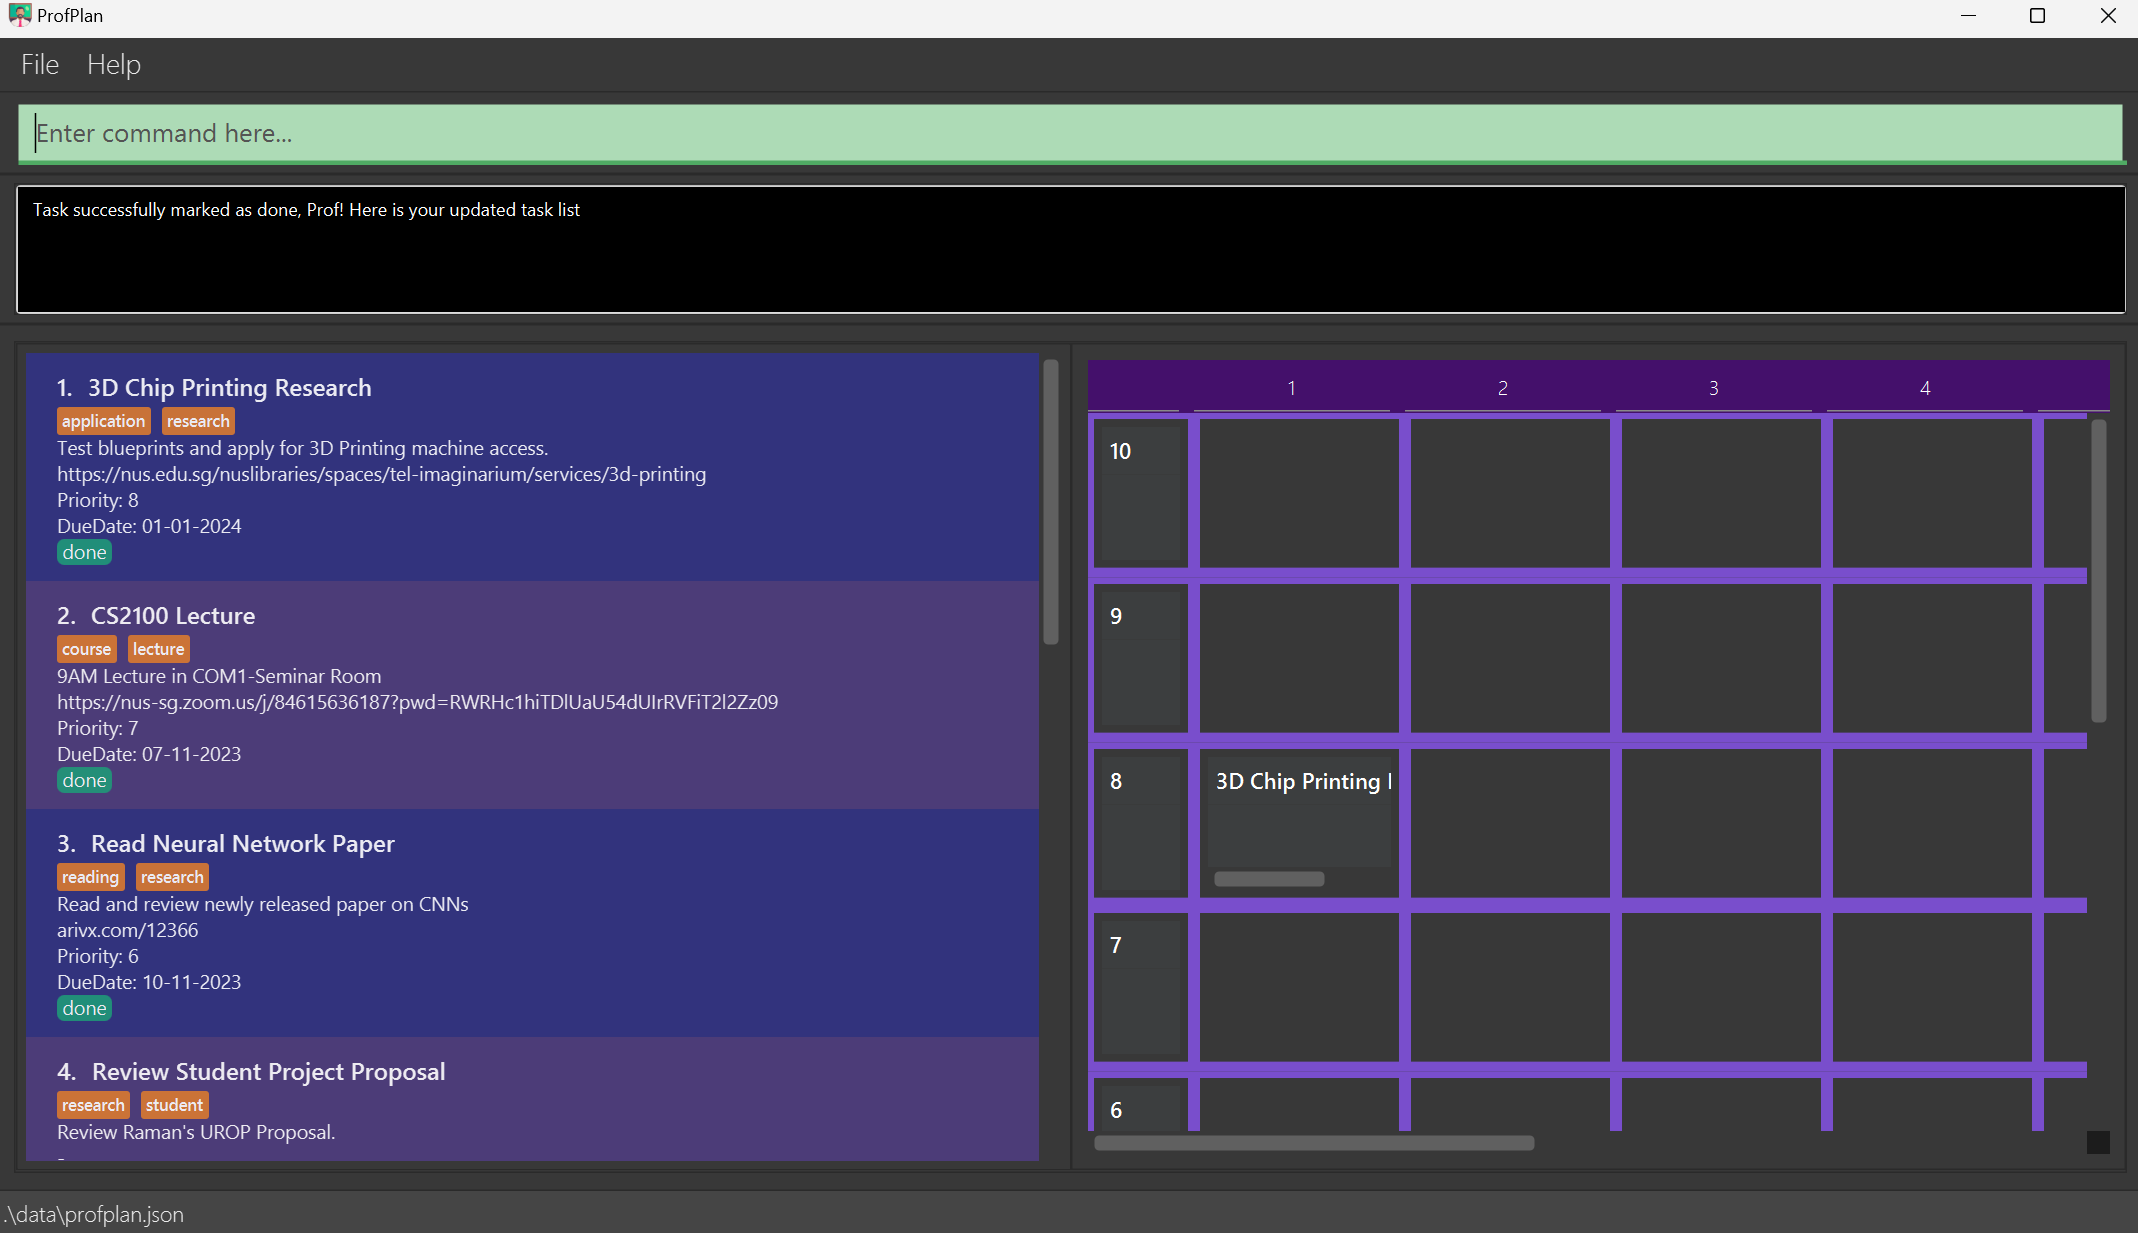 ProfPlan
File Help
Enter command here...
Task successfully marked as done, Prof! Here is your updated task list
1. 3D Chip Printing Research
application research
Test blueprints and apply for 3D Printing machine access.
https://nus.edu.sg/nuslibraries/spaces/tel-imaginarium/services/3d-printing
Priority: 8
DueDate: 01-01-2024
done
2. CS2100 Lecture
course lecture
9AM Lecture in COM1-Seminar Room
https://nus-sg.zoom.us/j/84615636187?pwd=RWRHc1hiTDlUaU54dUIrRVFiT2l2Zz09
Priority: 7
DueDate: 07-11-2023
done
3. Read Neural Network Paper
reading research
Read and review newly released paper on CNNs
arivx.com/12366
Priority: 6
DueDate: 10-11-2023
done
4. Review Student Project Proposal
research student
Review Raman's UROP Proposal.
-
1 2 3 4
10
9
8 3D Chip Printing
7
6
.\data\profplan.json